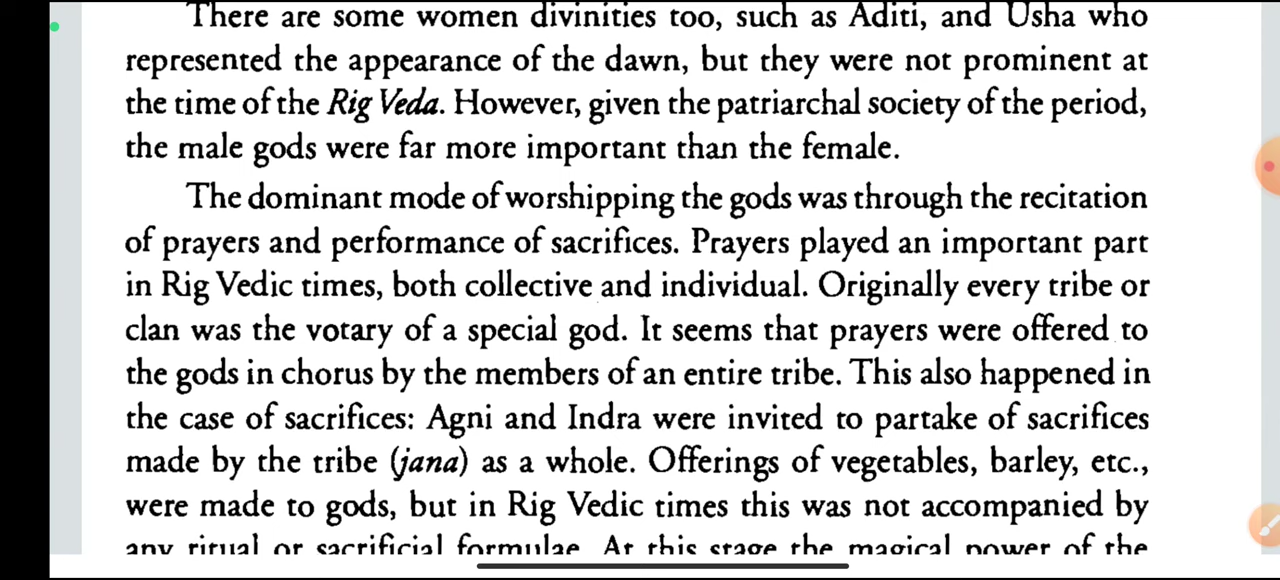 There are some women divinities too, such as Aditi, and Usha who
represented the appearance of the dawn, but they were not prominent at
the time of the Rig Veda. However, given the patriarchal society of the period,
the male gods were far more important than the female.
The dominant mode of worshipping the gods was through the recitation
of prayers and performance of sacrifices. Prayers played an important part
in Rig Vedic times, both collective and individual. Originally every tribe or
clan was the votary of a special god. It seems that prayers were offered to
the gods in chorus by the members of an entire tribe. This also happened in
the case of sacrifices: Agni and Indra were invited to partake of sacrifices
made by the tribe (jana) as a whole. Offerings of vegetables, barley, etc.,
were made to gods, but in Rig Vedic times this was not accompanied by
any ritual or sacrificial formulae. At this stage the magical power of the